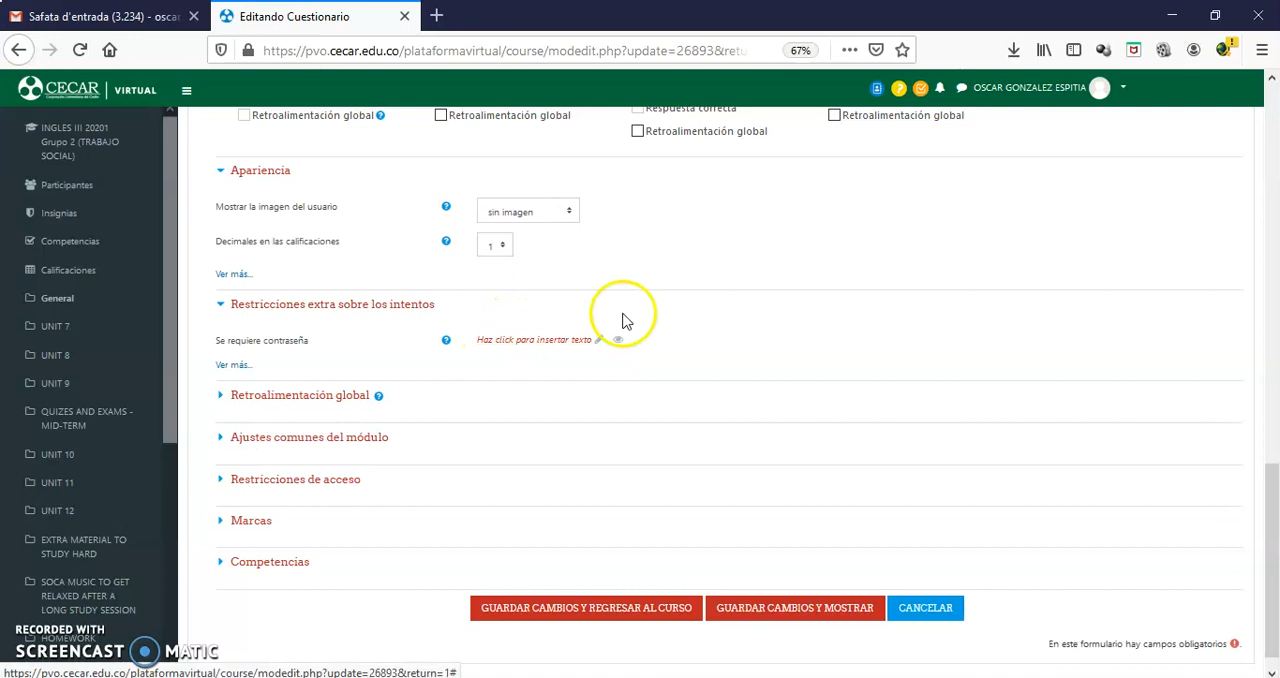 Safata d'entrada (3.234) - oscar
Editando Cuestionario
https://pvo.cecar.edu.co/plataformavirtual/course/modedit.php?update=26893&retu
67%
CECAR | VIRTUAL
OSCAR GONZALEZ ESPITIA
INGLES III 20201
Grupo 2 (TRABAJO
SOCIAL)
Participantes
Insignias
Competencias
Calificaciones
General
UNIT 7
UNIT 8
UNIT 9
QUIZES AND EXAMS -
MID-TERM
UNIT 10
UNIT 11
UNIT 12
EXTRA MATERIAL TO
STUDY HARD
SOCA MUSIC TO GET
RELAXED AFTER A
LONG STUDY SESSION
HOMEWORK
Respuesta correcta
Retroalimentación global
Retroalimentación global
Retroalimentación global
Retroalimentación global
Apariencia
Mostrar la imagen del usuario
sin imagen
Decimales en las calificaciones
1
Ver más...
Restricciones extra sobre los intentos
Se requiere contraseña
Haz click para insertar texto
Ver más...
Retroalimentación global
Ajustes comunes del módulo
Restricciones de acceso
Marcas
Competencias
GUARDAR CAMBIOS Y REGRESAR AL CURSO
GUARDAR CAMBIOS Y MOSTRAR
CANCELAR
En este formulario hay campos obligatorios
RECORDED WITH
SCREENCAST MATIC
https://pvo.cecar.edu.co/plataformavirtual/course/modedit.php?update=26893&return=1#